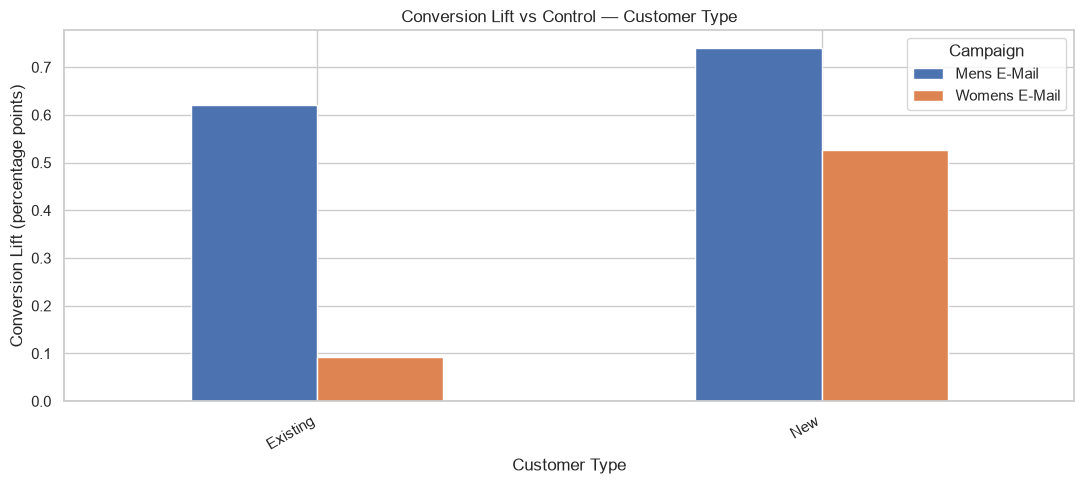 Conversion Lift vs Control — Customer Type
Conversion Lift (percentage points)
0.7
0.6
0.5
0.4
0.3
0.2
0.1
0.0
Campaign
Mens E-Mail
Womens E-Mail
Existing
New
Customer Type